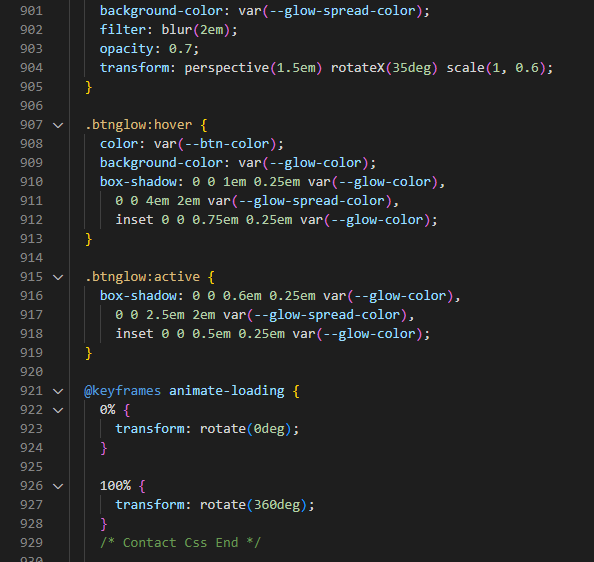 901 background-color: var(--glow-spread-color);
902 filter: blur(2em);
903 opacity: 0.7;
904 transform: perspective(1.5em) rotateX(35deg) scale(1, 0.6);
905 }
906
907 .btnglow:hover {
908 color: var(--btn-color);
909 background-color: var(--glow-color);
910 box-shadow: 0 0 1em 0.25em var(--glow-color),
911 0 0 4em 2em var(--glow-spread-color),
912 inset 0 0 0.75em 0.25em var(--glow-color);
913 }
914
915 .btnglow:active {
916 box-shadow: 0 0 0.6em 0.25em var(--glow-color),
917 0 0 2.5em 2em var(--glow-spread-color),
918 inset 0 0 0.5em 0.25em var(--glow-color);
919 }
920
921 @keyframes animate-loading {
922 0% {
923 transform: rotate(0deg);
924 }
925
926 100% {
927 transform: rotate(360deg);
928 }
929 /* Contact Css End */
930